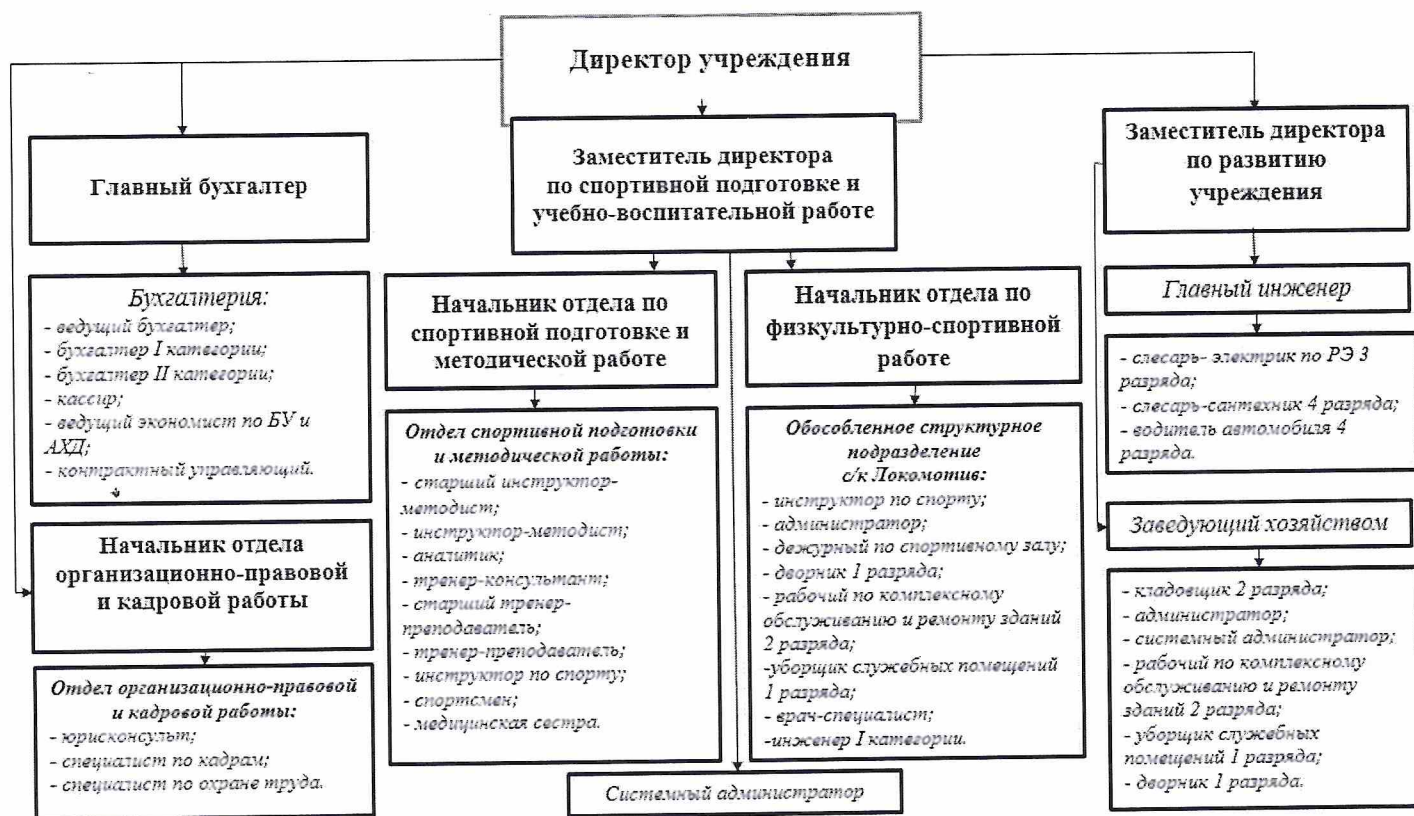 Директор учреждения
Главный бухгалтер
Бухгалтерия:
- ведущий бухгалтер;
- бухгалтер I категории;
- бухгалтер II категории;
- кассир;
- ведущий экономист по БУ и
АХД;
- контрактный управляющий.
Начальник отдела
организационно-правовой
и кадровой работы
Отдел организационно-правовой
и кадровой работы:
- юрисконсульт;
- специалист по кадрам;
- специалист по охране труда.
Заместитель директора
по спортивной подготовке и
учебно-воспитательной работе
Начальник отдела по
спортивной подготовке и
методической работе
Отдел спортивной подготовки
и методической работы:
- старший инструктор-
методист;
- инструктор-методист;
- аналитик;
- тренер-консультант;
- старший тренер-
преподаватель;
- тренер-преподаватель;
- инструктор по спорту;
- спортсмен;
- медицинская сестра.
Начальник отдела по
физкультурно-спортивной
работе
Обособленное структурное
подразделение
с/к Локомотив:
- инструктор по спорту;
- администратор;
- дежурный по спортивному залу;
- дворник 1 разряда;
- рабочий по комплексному
обслуживанию и ремонту зданий
2 разряда;
-уборщик служебных помещений
1 разряда;
- врач-специалист;
-инженер I категории.
Системный администратор
Заместитель директора
по развитию
учреждения
Главный инженер
- слесарь- электрик по РЭ 3
разряда;
- слесарь-сантехник 4 разряда;
- водитель автомобиля 4
разряда.
Заведующий хозяйством
- кладовщик 2 разряда;
- администратор;
- системный администратор;
- рабочий по комплексному
обслуживанию и ремонту
зданий 2 разряда;
- уборщик служебных
помещений 1 разряда;
- дворник 1 разряда.